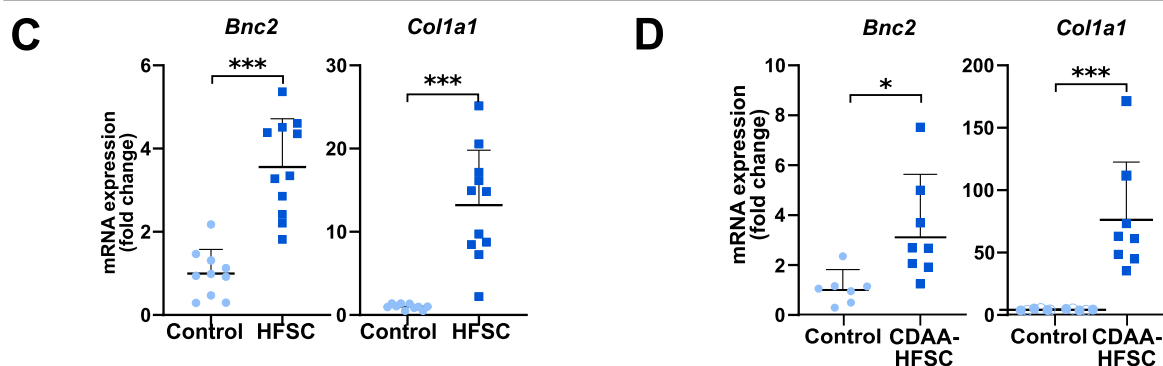 C
Bnc2
Col1a1
mRNA expression
(fold change)
6
4
2
0
***
Control
HFSC
30
20
10
0
***
Control
HFSC
D
Bnc2
Col1a1
mRNA expression
(fold change)
10
8
6
4
2
0
*
Control
CDAA-
HFSC
200
150
100
50
0
***
Control
CDAA-
HFSC